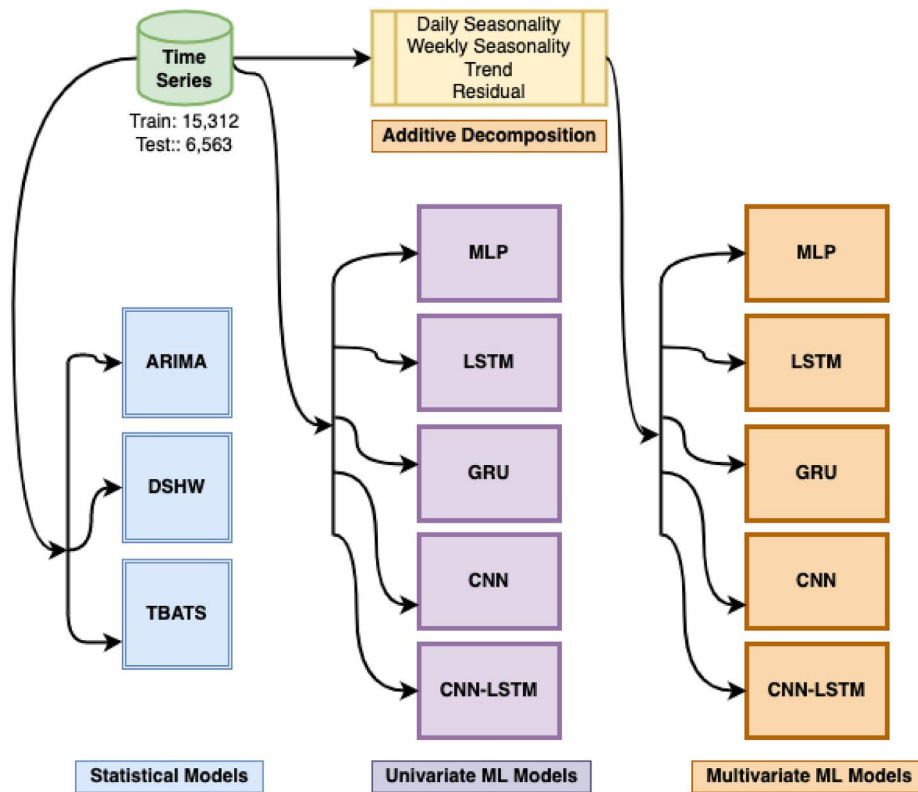 Time
Series
Train: 15,312
Test:: 6,563
Daily Seasonality
Weekly Seasonality
Trend
Residual
Additive Decomposition
ARIMA
DSHW
TBATS
Statistical Models
MLP
LSTM
GRU
CNN
CNN-LSTM
Univariate ML Models
MLP
LSTM
GRU
CNN
CNN-LSTM
Multivariate ML Models